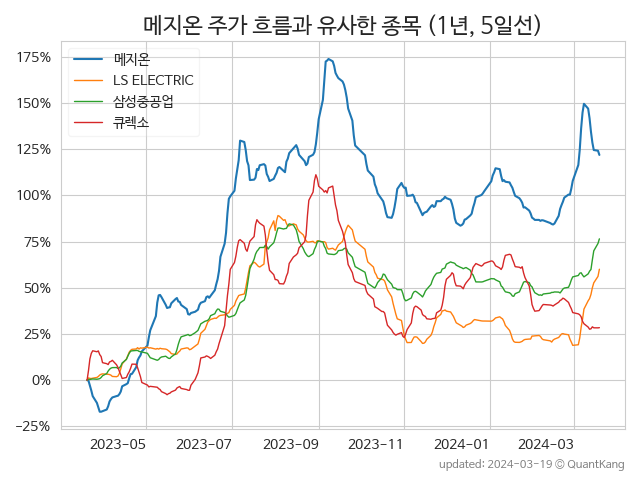 메지온 주가 흐름과 유사한 종목 (1년, 5일선)
메지온
LS ELECTRIC
삼성중공업
큐렉소
175%
150%
125%
100%
75%
50%
25%
0%
−25%
2023-05 2023-07 2023-09 2023-11 2024-01 2024-03
updated: 2024-03-19 © QuantKang